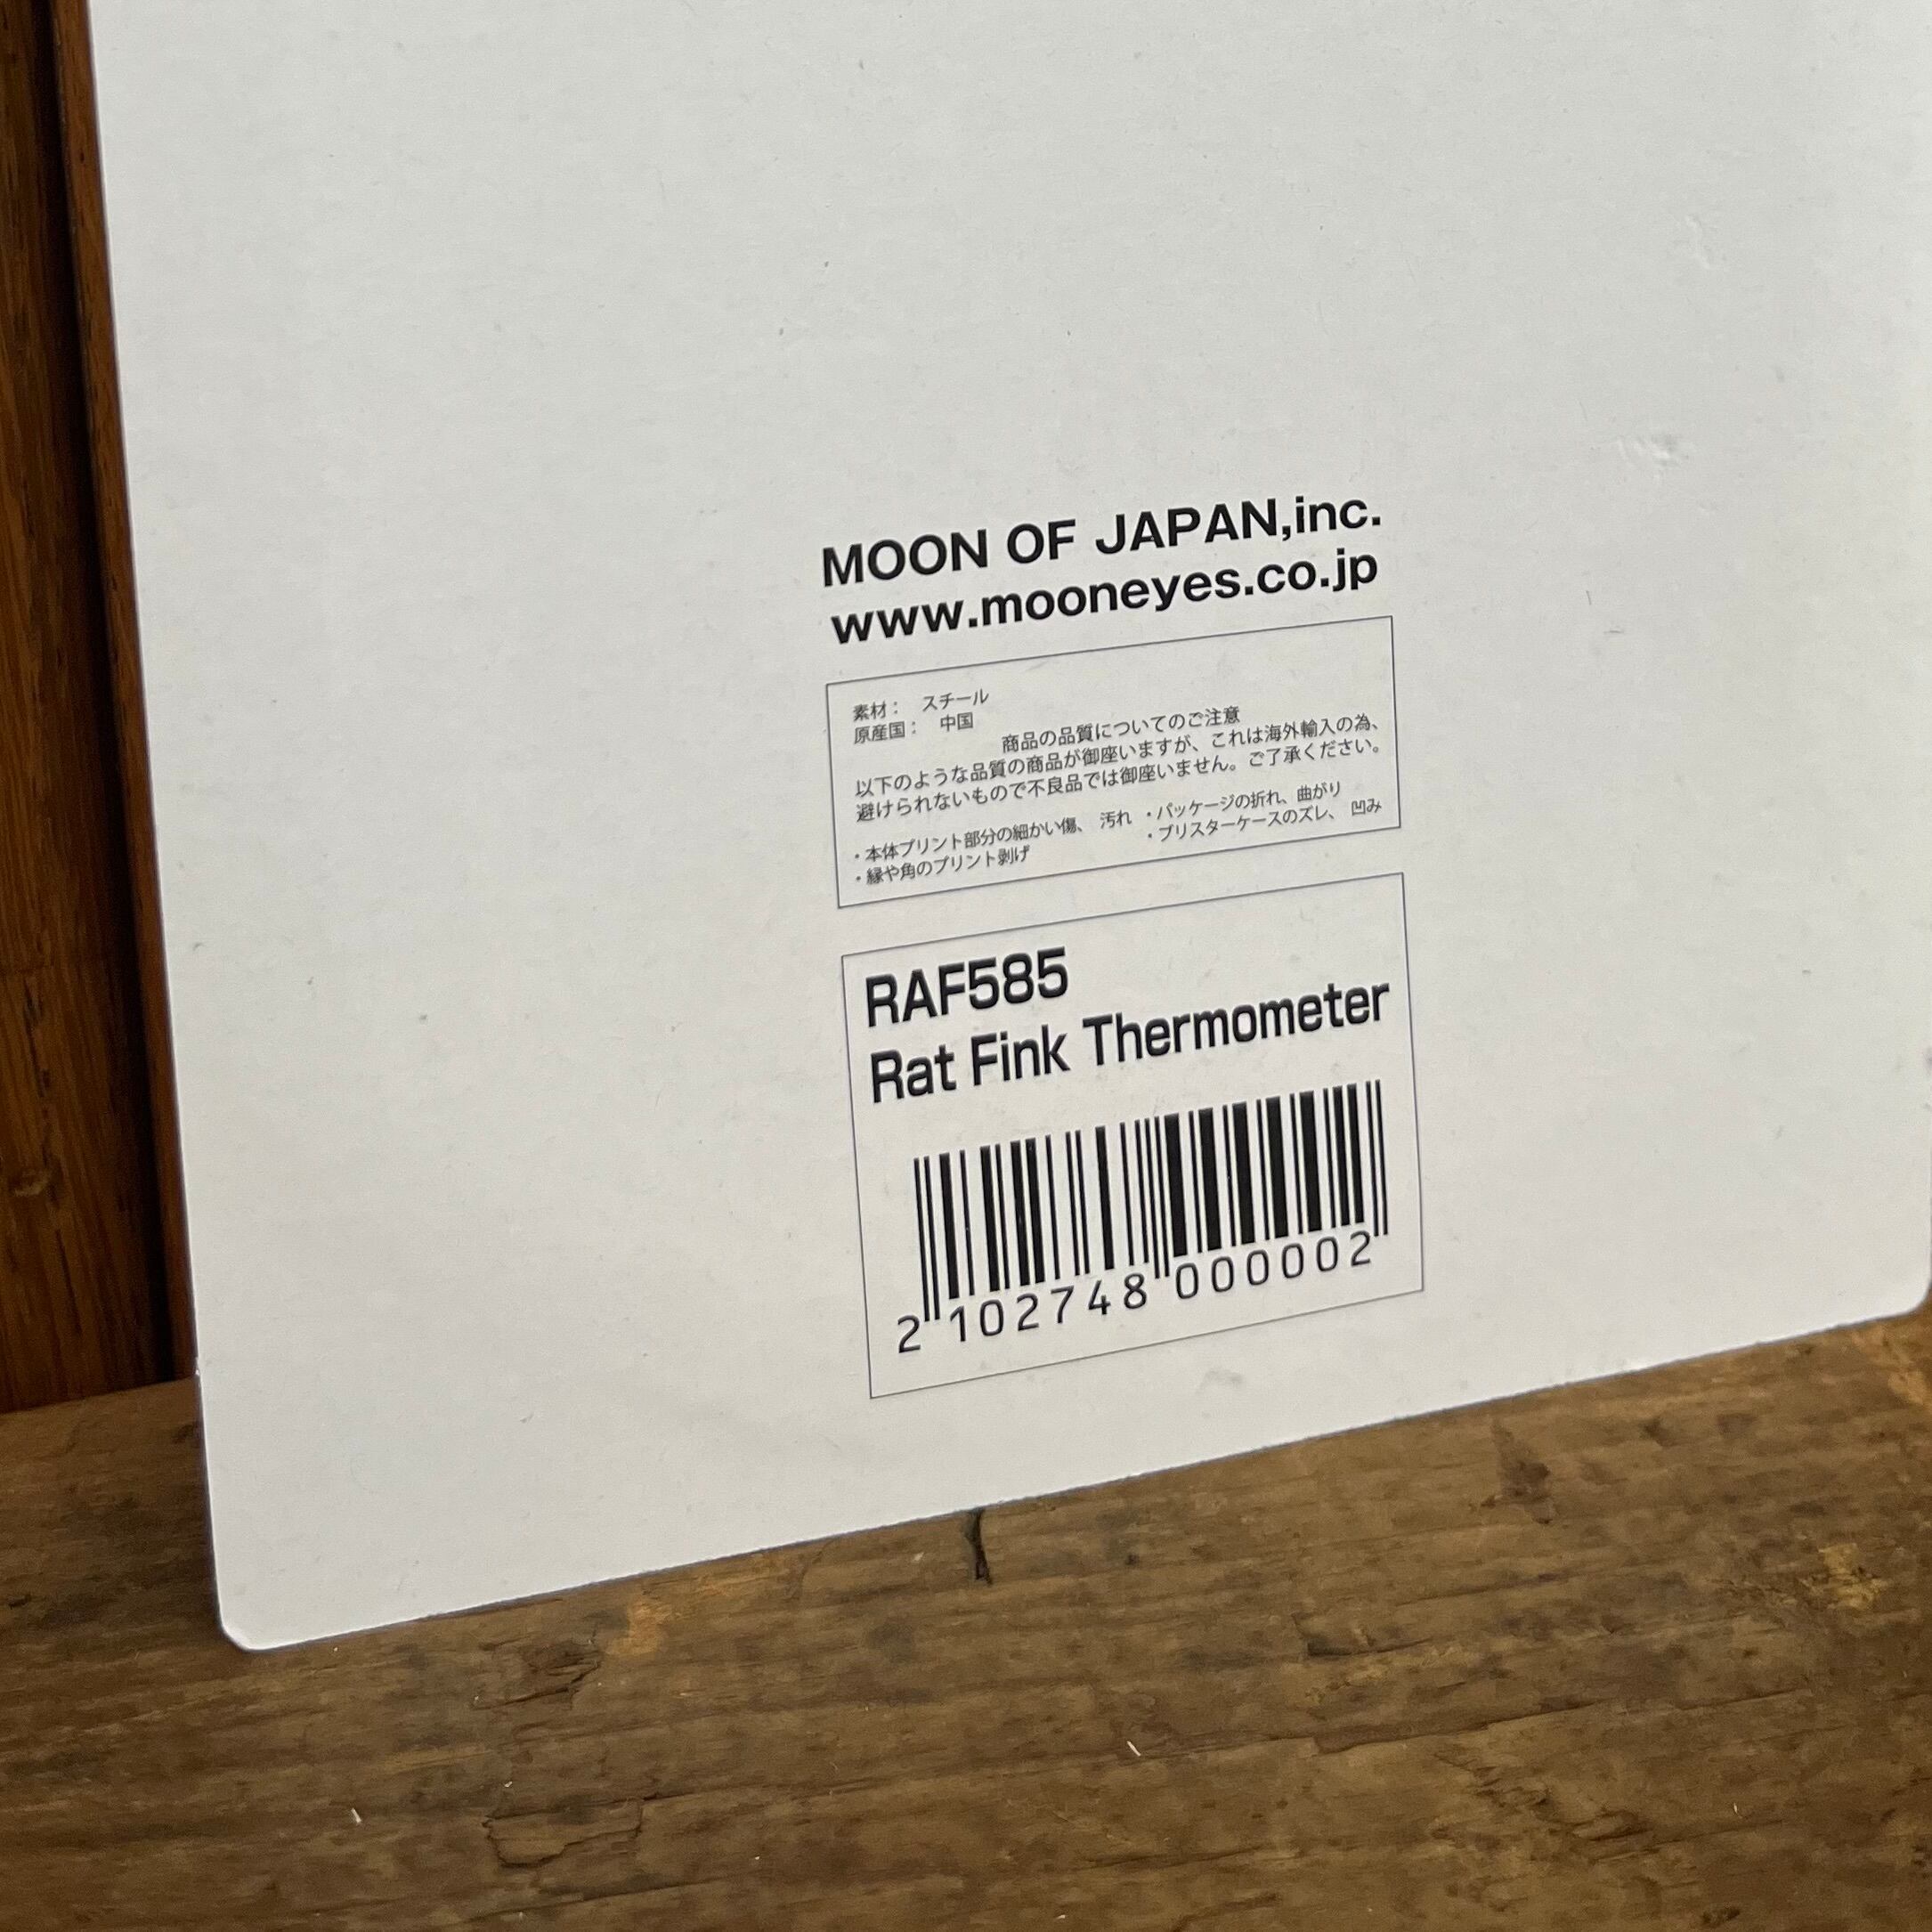 MOON OF JAPAN,inc.
www.mooneyes.co.jp
素材： スチール
原産国： 中国
商品の品質についてのご注意
以下のような品質の商品が御座いますが、これは海外輸入の為、
避けられないもので不良品では御座いません。ご了承ください。
・本体プリント部分の細かい傷、 汚れ ・パッケージの折れ、曲がり
・縁や角のプリント剥げ ・ブリスターケースのズレ、 凹み
RAF585
Rat Fink Thermometer
2 102748 000002